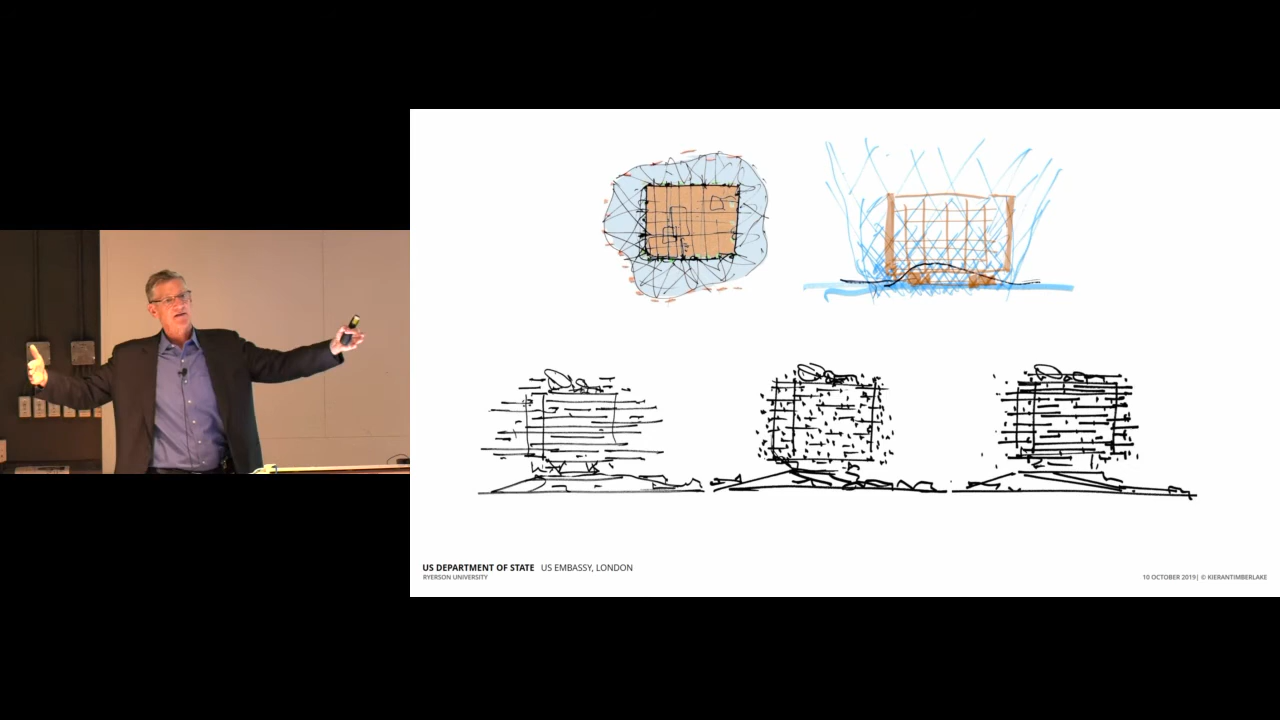 US DEPARTMENT OF STATE US EMBASSY, LONDON
RYERSON UNIVERSITY
10 OCTOBER 2019| © KIERANTIMBERLAKE